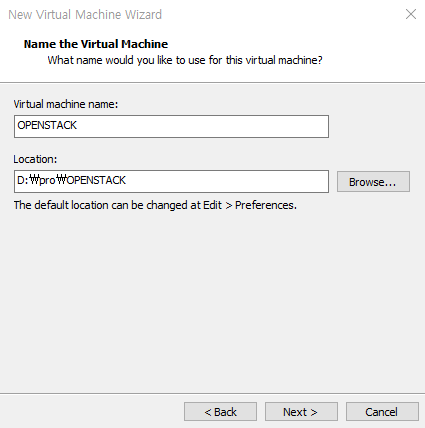 New Virtual Machine Wizard
Name the Virtual Machine
What name would you like to use for this virtual machine?
Virtual machine name:
OPENSTACK
Location:
D:₩pro₩OPENSTACK
Browse...
The default location can be changed at Edit > Preferences.
< Back
Next >
Cancel